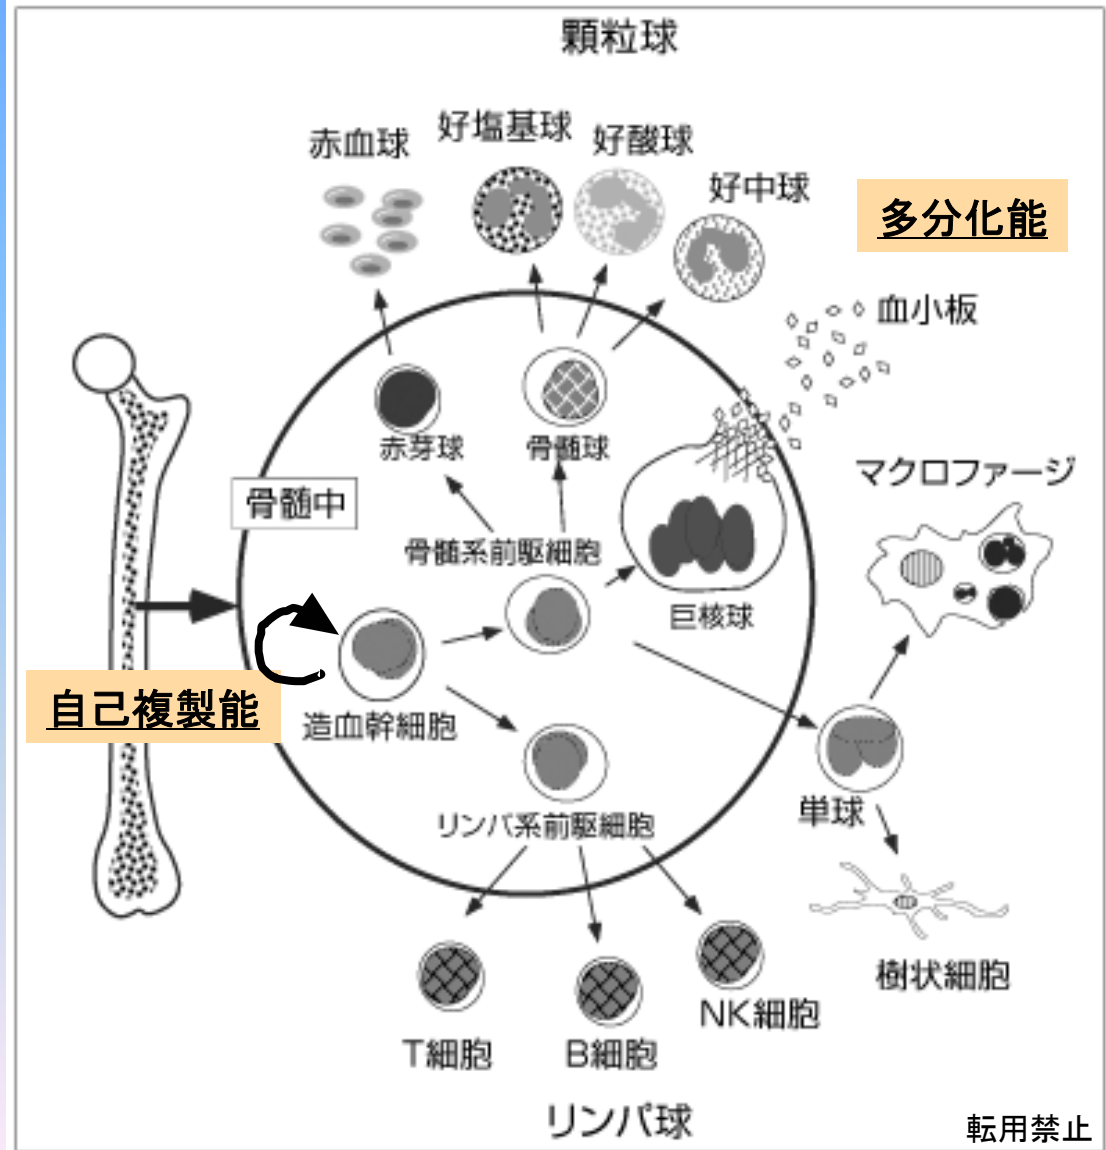 顆粒球
赤血球
好塩基球
好酸球
好中球
多分化能
血小板
赤芽球
骨髄球
マクロファージ
骨髄中
骨髄系前駆細胞
巨核球
自己複製能
造血幹細胞
単球
リンパ系前駆細胞
樹状細胞
NK細胞
T細胞
B細胞
リンパ球
転用禁止